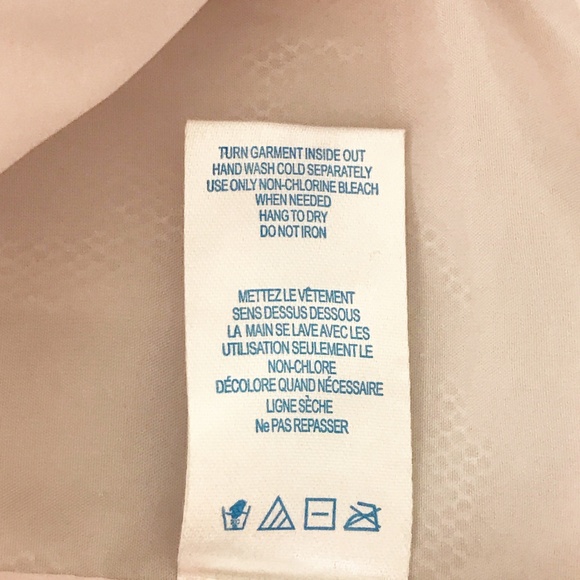 TURN GARMENT INSIDE OUT
HAND WASH COLD SEPARATELY
USE ONLY NON-CHLORINE BLEACH
WHEN NEEDED
HANG TO DRY
DO NOT IRON
METTEZ LE VÊTEMENT
SENS DESSUS DESSOUS
LA MAIN SE LAVE AVEC LES
UTILISATION SEULEMENT LE
NON-CHLORE
DÉCOLORE QUAND NÉCESSAIRE
LIGNE SÈCHE
Ne PAS REPASSER